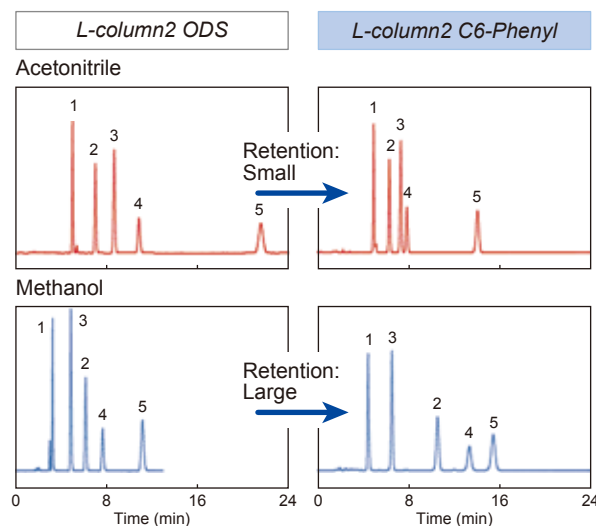 L-column2 ODS
L-column2 C6-Phenyl
Acetonitrile
1
2
3
4
5
Retention:
Small
1
2
3
4
5
Methanol
1
3
2
4
5
Retention:
Large
1
3
2
4
5
0 8 16 24
Time (min)
0 8 16 24
Time (min)